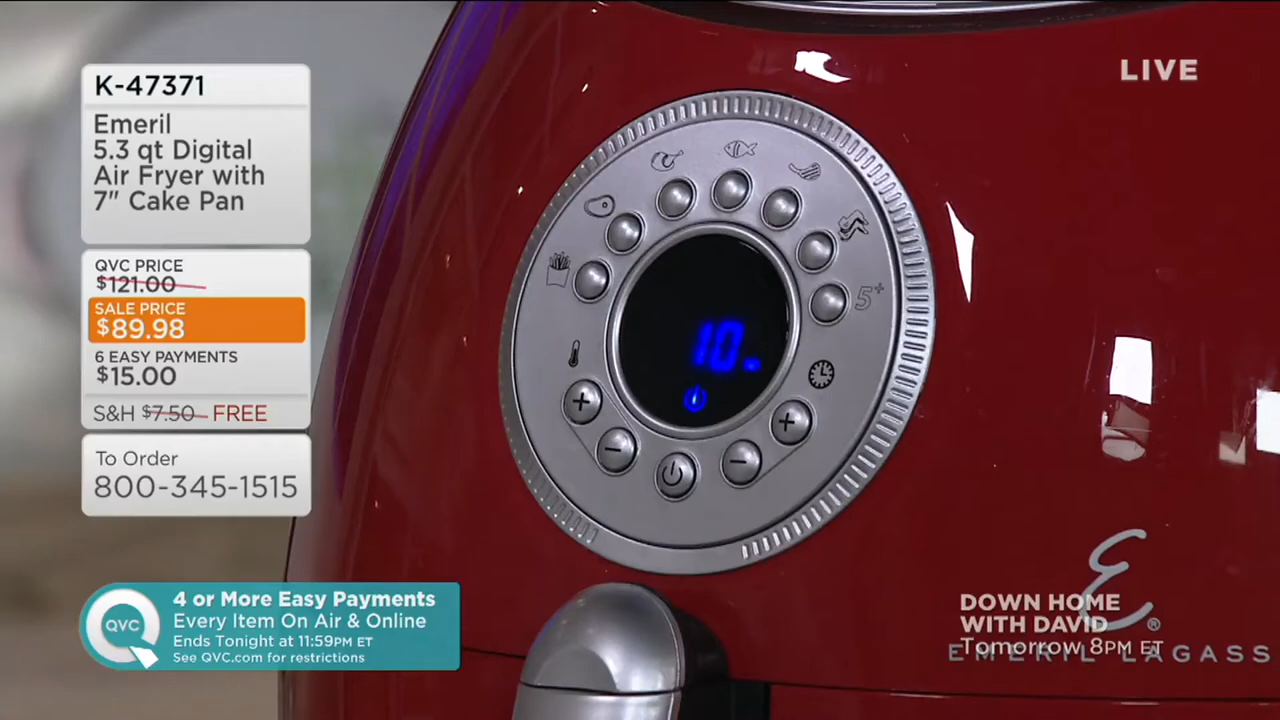 K-47371
Emeril
5.3 qt Digital
Air Fryer with
7" Cake Pan
QVC PRICE
$121.00
SALE PRICE
$89.98
6 EASY PAYMENTS
$15.00
S&H $7.50 FREE
To Order
800-345-1515
QVC
4 or More Easy Payments
Every Item On Air & Online
Ends Tonight at 11:59PM ET
See QVC.com for restrictions
LIVE
5+
10
+
-
-
+
E®
EMERIL LAGASS
DOWN HOME
WITH DAVID
Tomorrow 8PM ET